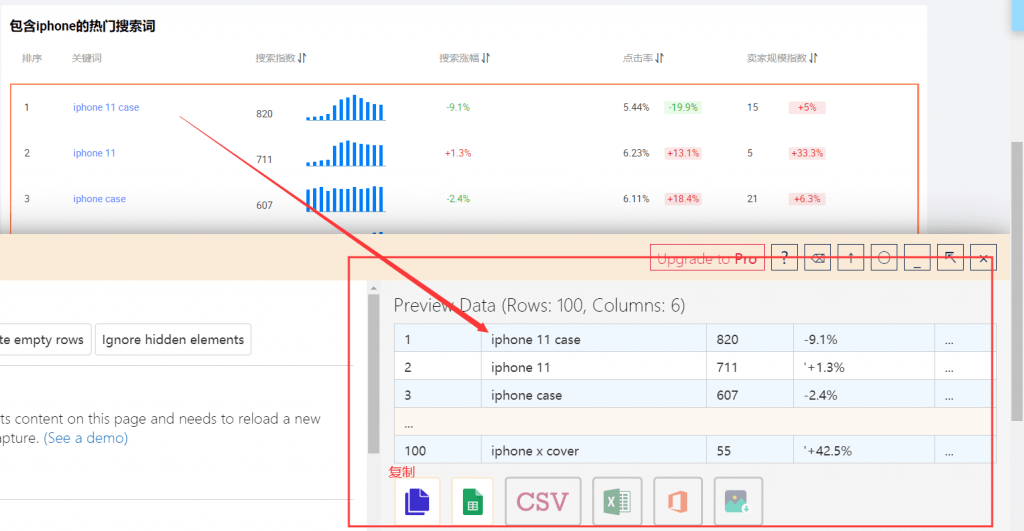 包含iphone的热门搜索词
排序 关键词 搜索指数 搜索涨幅 点击率 卖家规模指数
1 iphone 11 case 820 -9.1% 5.44% -19.9% 15 +5%
2 iphone 11 711 +1.3% 6.23% +13.1% 5 +33.3%
3 iphone case 607 -2.4% 6.11% +18.4% 21 +6.3%
Upgrade to Pro ?
Preview Data (Rows: 100, Columns: 6)
te empty rows Ignore hidden elements
1 iphone 11 case 820 -9.1% ...
2 iphone 11 711 '+1.3% ...
3 iphone case 607 -2.4% ...
...
100 iphone x cover 55 '+42.5% ...
ts content on this page and needs to reload a new
apture. (See a demo)
复制
CSV